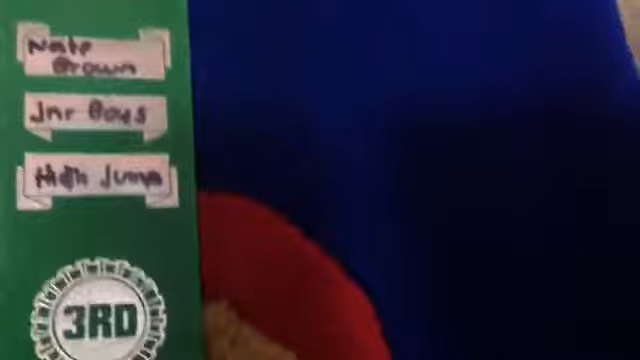 Nate
Brown
Jnr Boys
High Jump
3RD